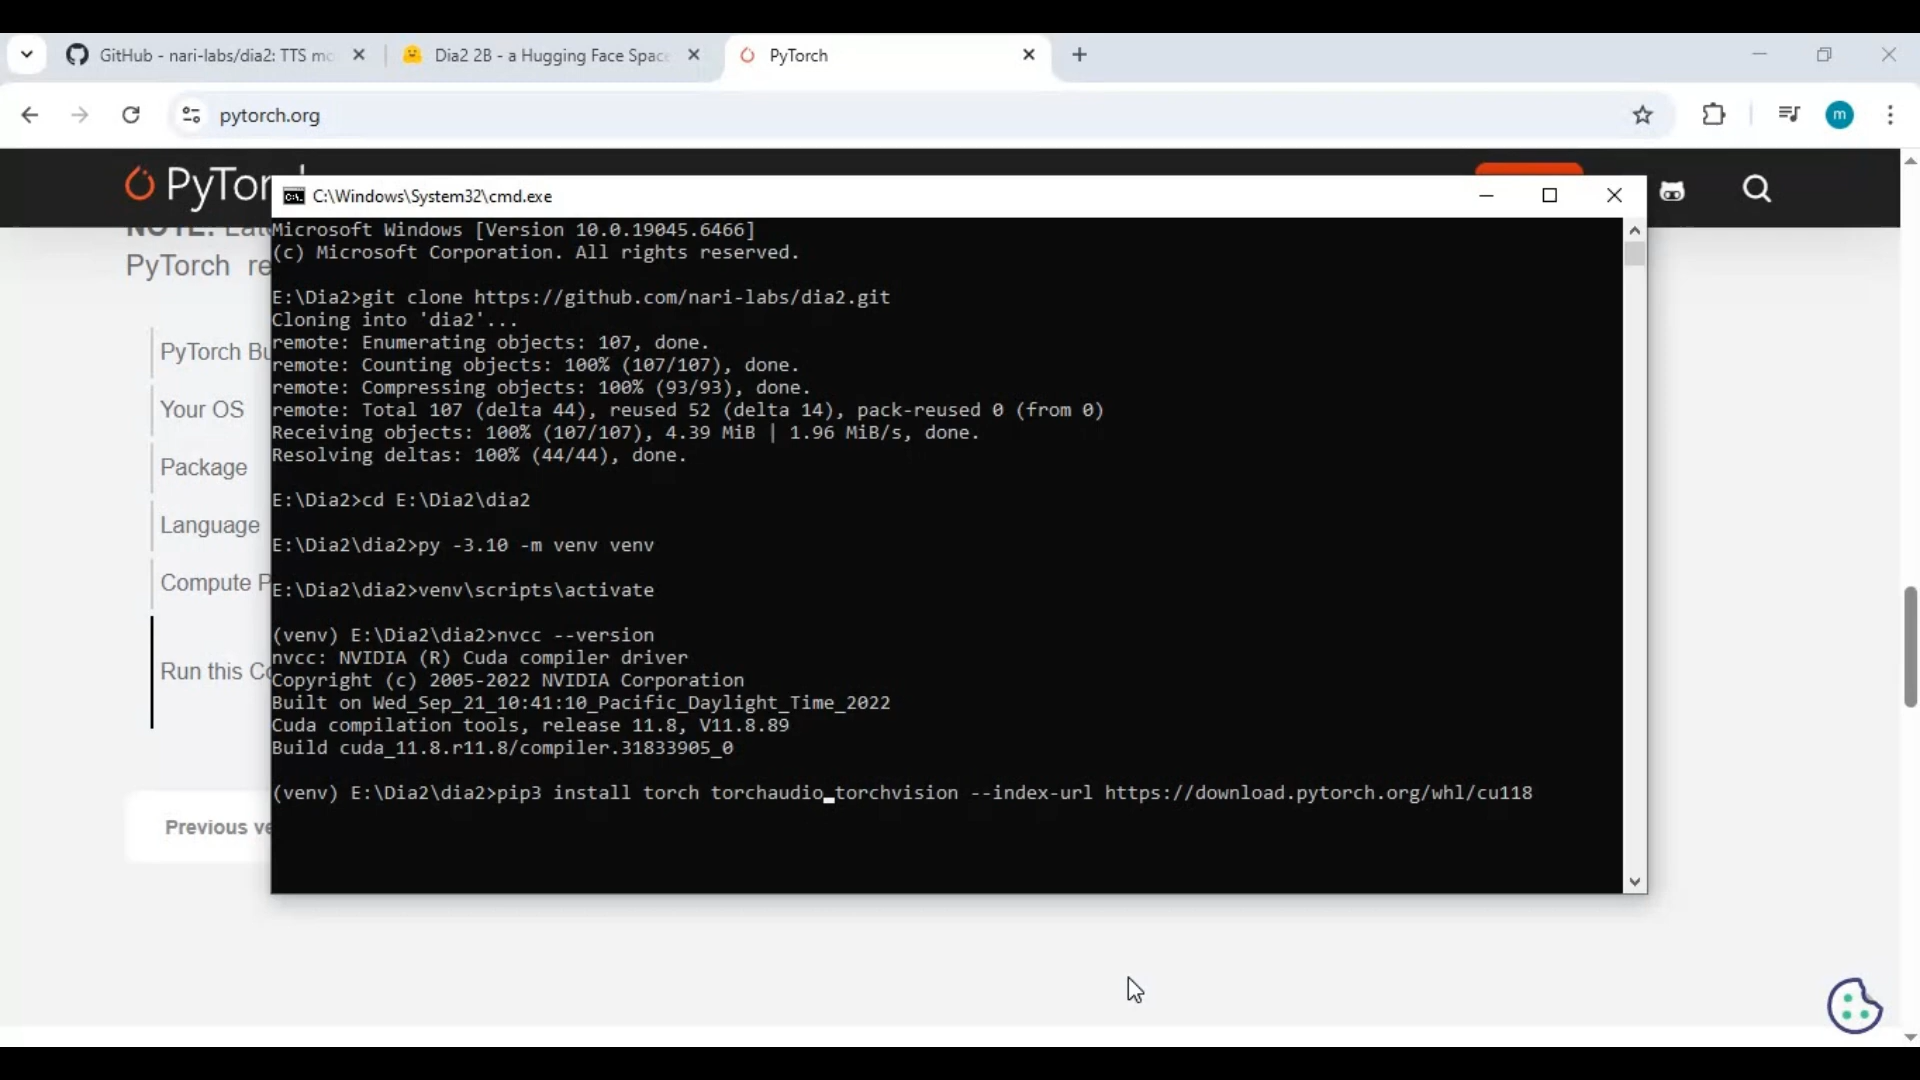 GitHub - nari-labs/dia2: TTS mo
Dia2 2B - a Hugging Face Space
PyTorch
pytorch.org
m
PyTorc
NOTE: Late
PyTorch re
PyTorch Bu
Your OS
Package
Language
Compute P
Run this Co
Previous ve
C:\Windows\System32\cmd.exe
Microsoft Windows [Version 10.0.19045.6466]
(c) Microsoft Corporation. All rights reserved.
E:\Dia2>git clone https://github.com/nari-labs/dia2.git
Cloning into 'dia2'...
remote: Enumerating objects: 107, done.
remote: Counting objects: 100% (107/107), done.
remote: Compressing objects: 100% (93/93), done.
remote: Total 107 (delta 44), reused 52 (delta 14), pack-reused 0 (from 0)
Receiving objects: 100% (107/107), 4.39 MiB | 1.96 MiB/s, done.
Resolving deltas: 100% (44/44), done.
E:\Dia2>cd E:\Dia2\dia2
E:\Dia2\dia2>py -3.10 -m venv venv
E:\Dia2\dia2>venv\scripts\activate
(venv) E:\Dia2\dia2>nvcc --version
nvcc: NVIDIA (R) Cuda compiler driver
Copyright (c) 2005-2022 NVIDIA Corporation
Built on Wed_Sep_21_10:41:10_Pacific_Daylight_Time_2022
Cuda compilation tools, release 11.8, V11.8.89
Build cuda_11.8.r11.8/compiler.31833905_0
(venv) E:\Dia2\dia2>pip3 install torch torchaudio torchvision --index-url https://download.pytorch.org/whl/cu118